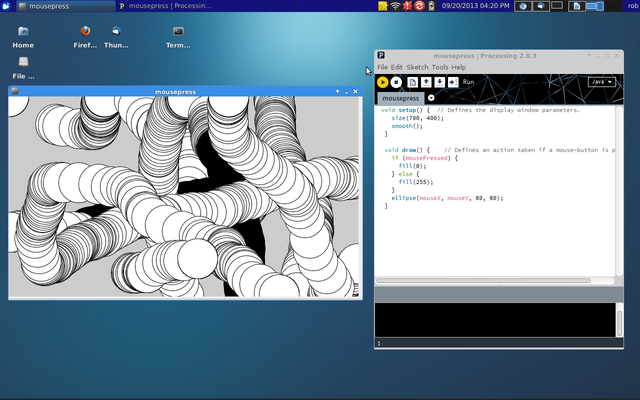 mousepress
mousepress | Processin...
09/20/2013 04:20 PM
rob
Home
Firef...
Thun...
Term...
File ...
mousepress
mousepress | Processing 2.0.3
File Edit Sketch Tools Help
Run
Java
mousepress
void setup() {  // Defines the display window parameters.
size(700, 400);
smooth();
}
void draw() {    // Defines an action taken if a mouse-button is p
if (mousePressed) {
fill(0);
} else {
fill(255);
}
ellipse(mouseX, mouseY, 80, 80);
}
1